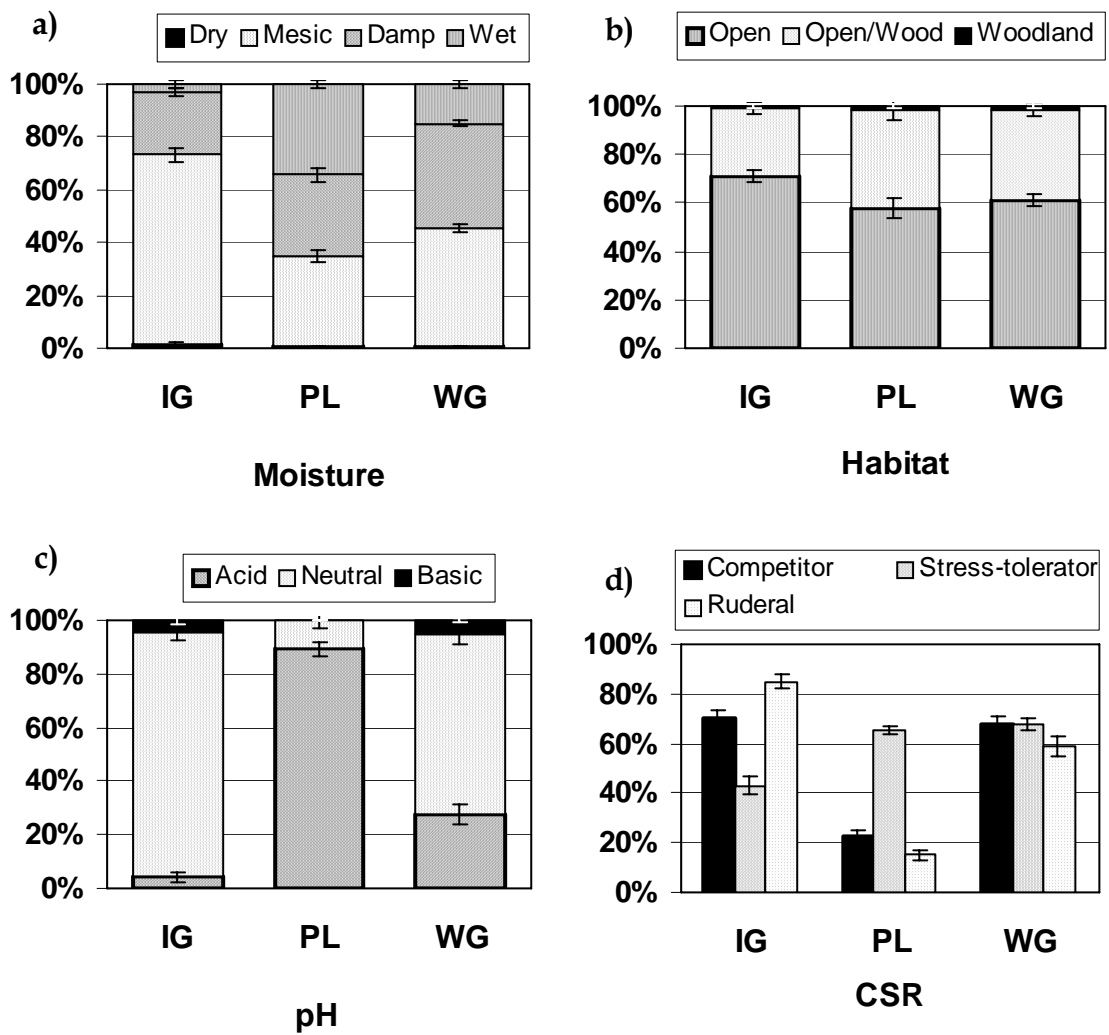 a)
Dry Mesic Damp Wet
100%
80%
60%
40%
20%
0%
IG PL WG
Moisture
b)
Open Open/Wood Woodland
100%
80%
60%
40%
20%
0%
IG PL WG
Habitat
c)
Acid Neutral Basic
100%
80%
60%
40%
20%
0%
IG PL WG
pH
d)
Competitor Stress-tolerator
Ruderal
100%
80%
60%
40%
20%
0%
IG PL WG
CSR